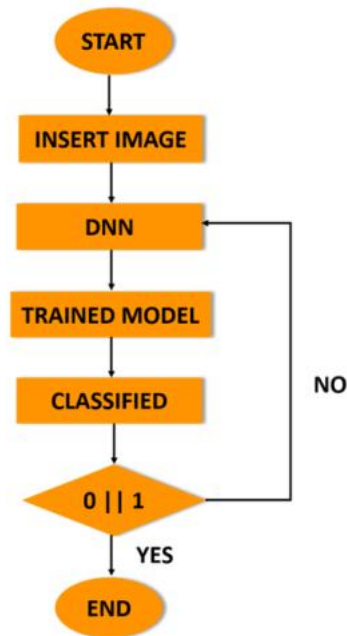 START
INSERT IMAGE
DNN
TRAINED MODEL
NO
CLASSIFIED
0 || 1
YES
END